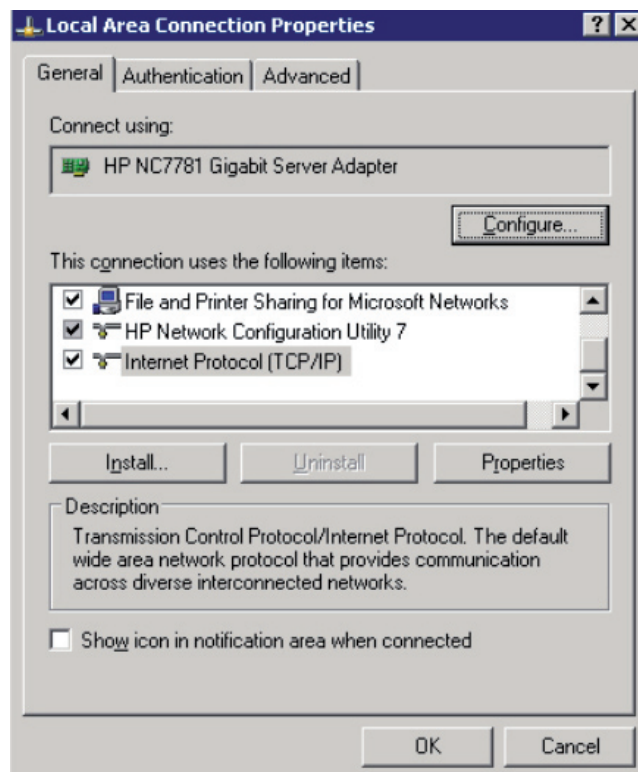 Local Area Connection Properties
General Authentication Advanced
Connect using:
HP NC7781 Gigabit Server Adapter
Configure...
This connection uses the following items:
File and Printer Sharing for Microsoft Networks
HP Network Configuration Utility 7
Internet Protocol (TCP/IP)
Install... Uninstall Properties
Description
Transmission Control Protocol/Internet Protocol. The default
wide area network protocol that provides communication
across diverse interconnected networks.
Show icon in notification area when connected
OK Cancel